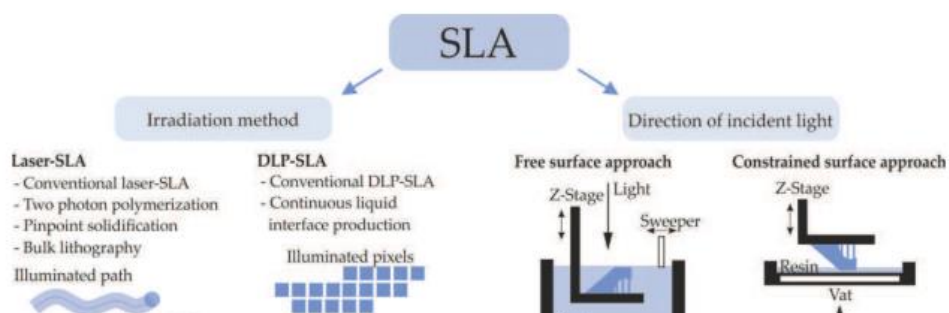 SLA
Irradiation method
Direction of incident light
Laser-SLA
- Conventional laser-SLA
- Two photon polymerization
- Pinpoint solidification
- Bulk lithography
Illuminated path
DLP-SLA
- Conventional DLP-SLA
- Continuous liquid
interface production
Illuminated pixels
Free surface approach
Z-Stage
Light
Sweeper
Constrained surface approach
Z-Stage
Resin
Vat